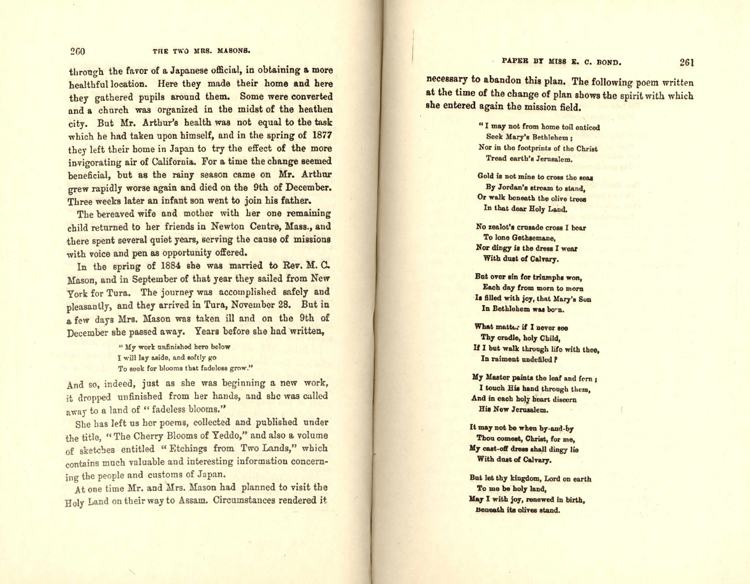 260 THE TWO MRS. MASONS.
through the favor of a Japanese official, in obtaining a more
healthful location. Here they made their home and here
they gathered pupils around them. Some were converted
and a church was organized in the midst of the heathen
city. But Mr. Arthur's health was not equal to the task
which he had taken upon himself, and in the spring of 1877
they left their home in Japan to try the effect of the more
invigorating air of California. For a time the change seemed
beneficial, but as the rainy season came on Mr. Arthur
grew rapidly worse again and died on the 9th of December.
Three weeks later an infant son went to join his father.
The bereaved wife and mother with her one remaining
child returned to her friends in Newton Centre, Mass., and
there spent several quiet years, serving the cause of missions
with voice and pen as opportunity offered.
In the spring of 1884 she was married to Rev. M. C.
Mason, and in September of that year they sailed from New
York for Tura. The journey was accomplished safely and
pleasantly, and they arrived in Tura, November 28. But in
a few days Mrs. Mason was taken ill and on the 9th of
December she passed away. Years before she had written,
"My work unfinished here below
I will lay aside, and softly go
To seek for blooms that fadeless grow."
And so, indeed, just as she was beginning a new work,
it dropped unfinished from her hands, and she was called
away to a land of "fadeless blooms."
She has left us her poems, collected and published under
the title, "The Cherry Blooms of Yeddo," and also a volume
of sketches entitled "Etchings from Two Lands," which
contains much valuable and interesting information concern-
ing the people and customs of Japan.
At one time Mr. and Mrs. Mason had planned to visit the
Holy Land on their way to Assam. Circumstances rendered it
PAPER BY MISS E. C. BOND. 261
necessary to abandon this plan. The following poem written
at the time of the change of plan shows the spirit with which
she entered again the mission field.
"I may not from home toil enticed
Seek Mary's Bethlehem;
Nor in the footprints of the Christ
Tread earth's Jerusalem.
Gold is not mine to cross the seas
By Jordan's stream to stand,
Or walk beneath the olive trees
In that dear Holy Land.
No zealot's crusade cross I bear
To lone Gethsemane,
Nor dingy is the dress I wear
With dust of Calvary.
But over sin for triumphs won,
Each day from morn to morn
Is filled with joy, that Mary's Son
In Bethlehem was born.
What matter if I never see
Thy cradle, holy Child,
If I but walk through life with thee,
In raiment undefiled?
My Master paints the leaf and fern;
I touch His hand through them,
And in each holy heart discern
His New Jerusalem.
It may not be when by-and-by
Thou comest, Christ, for me,
My cast-off dress shall dingy lie
With dust of Calvary.
But let thy kingdom, Lord on earth
To me be holy land,
May I with joy, renewed in birth,
Beneath its olives stand.